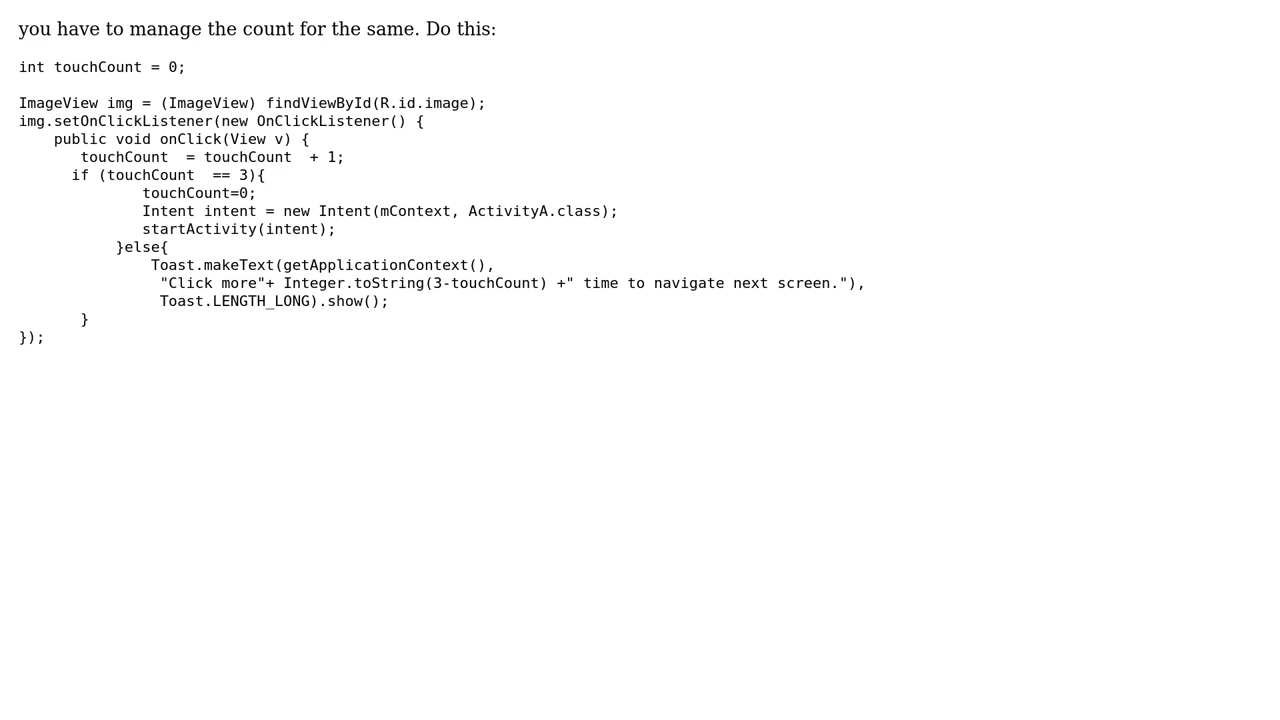 you have to manage the count for the same. Do this:
int touchCount = 0;
ImageView img = (ImageView) findViewById(R.id.image);
img.setOnClickListener(new OnClickListener() {
    public void onClick(View v) {
       touchCount  = touchCount  + 1;
      if (touchCount  == 3){
              touchCount=0;
              Intent intent = new Intent(mContext, ActivityA.class);
              startActivity(intent);
           }else{
               Toast.makeText(getApplicationContext(),
                "Click more"+ Integer.toString(3-touchCount) +" time to navigate next screen."),
                Toast.LENGTH_LONG).show();
       }
});